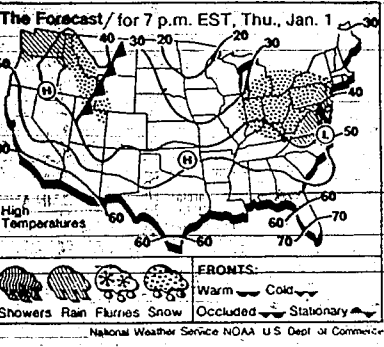 The Forecast/for 7 p.m. EST, Thu., Jan. 1
30
40
30
20
20
30
H
40
L
50
H
High
Temperatures
60
60
60
60
70
70
FRONTS:
Warm
Cold
Showers Rain Flurries Snow
Occluded
Stationary
National Weather Service NOAA U S Dept of Commerce